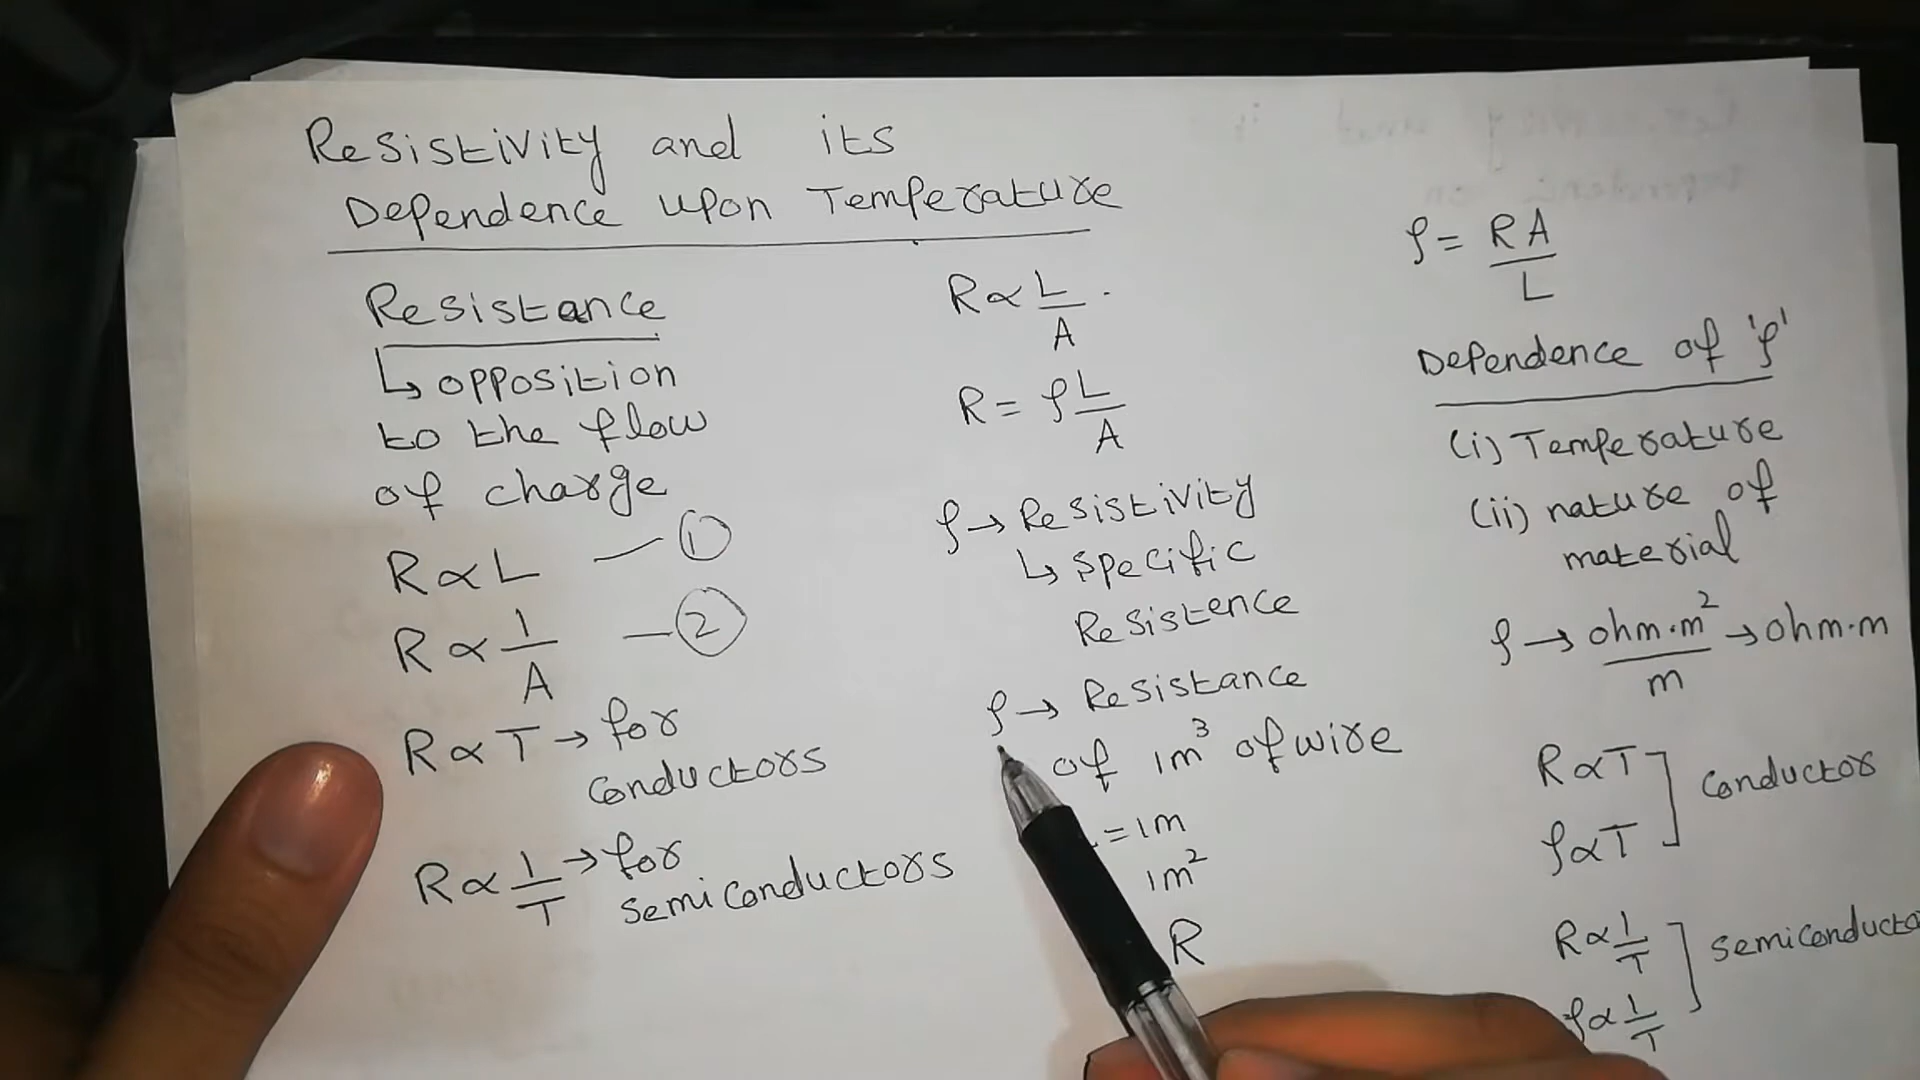 Resistivity and its
Dependence upon Temperature
Resistance
↳ opposition
to the flow
of charge
R ∝ L — ①
R ∝ 1/A — ②
R ∝ T → for
conductors
R ∝ 1/T → for
semiconductors
R ∝ L/A .
R = ρ L/A
ρ → Resistivity
↳ specific
Resistence
ρ → Resistance
of 1m³ of wire
= 1m
1m²
R
ρ = RA/L
Dependence of 'ρ'
(i) Temperature
(ii) nature of
material
ρ → ohm·m²/m → ohm·m
R ∝ T
ρ ∝ T ] conductor
R ∝ 1/T
ρ ∝ 1/T ] semiconducto